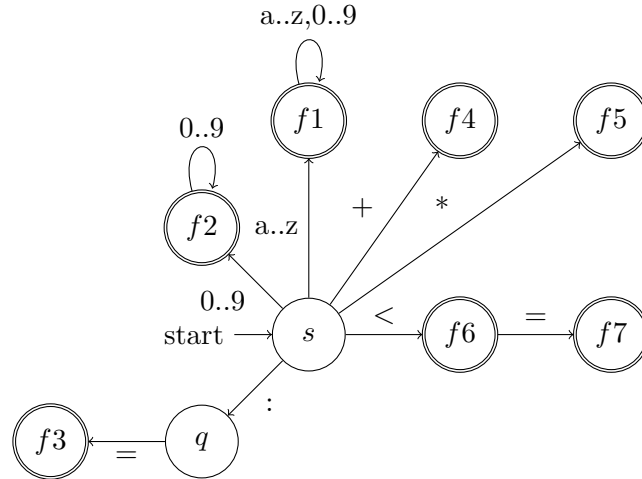 a..z,0..9
f1
f4
f5
0..9
f2
a..z
+
*
0..9
start
s
<
f6
=
f7
:
f3
=
q